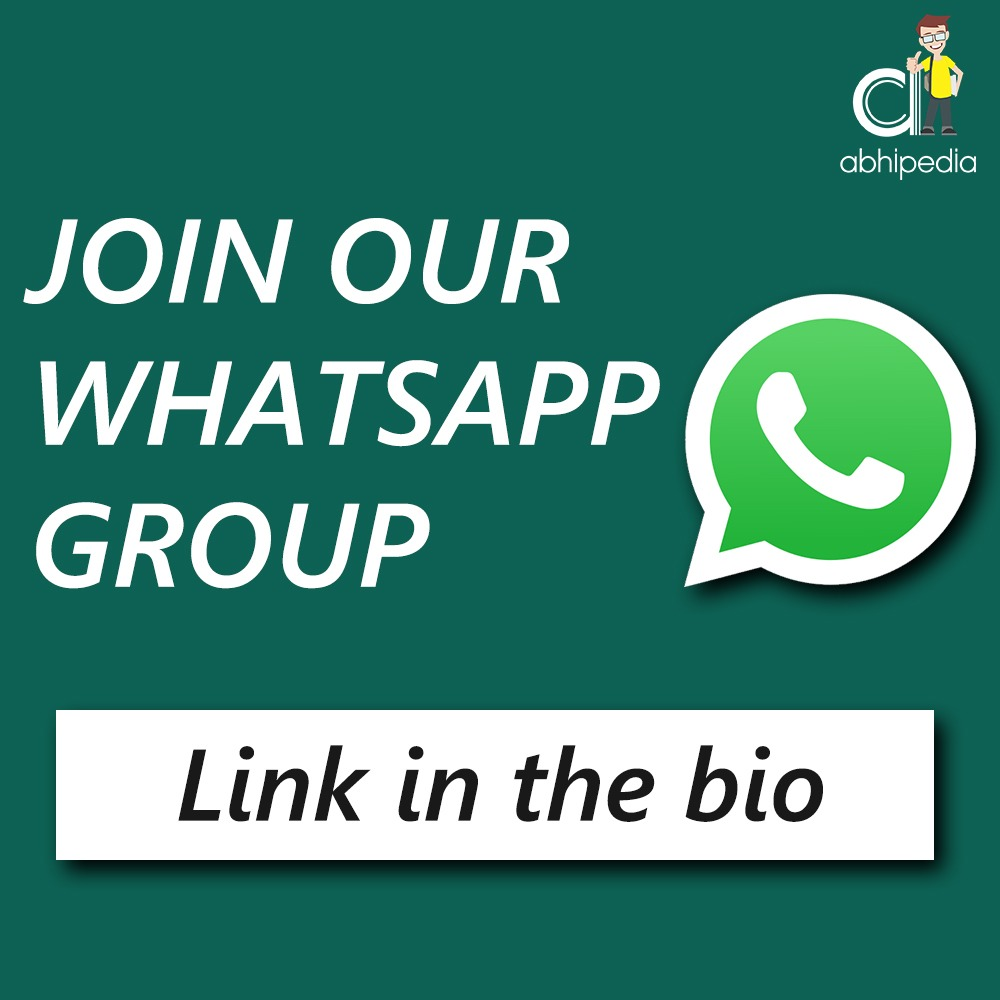 abhipedia
JOIN OUR
WHATSAPP
GROUP
Link in the bio